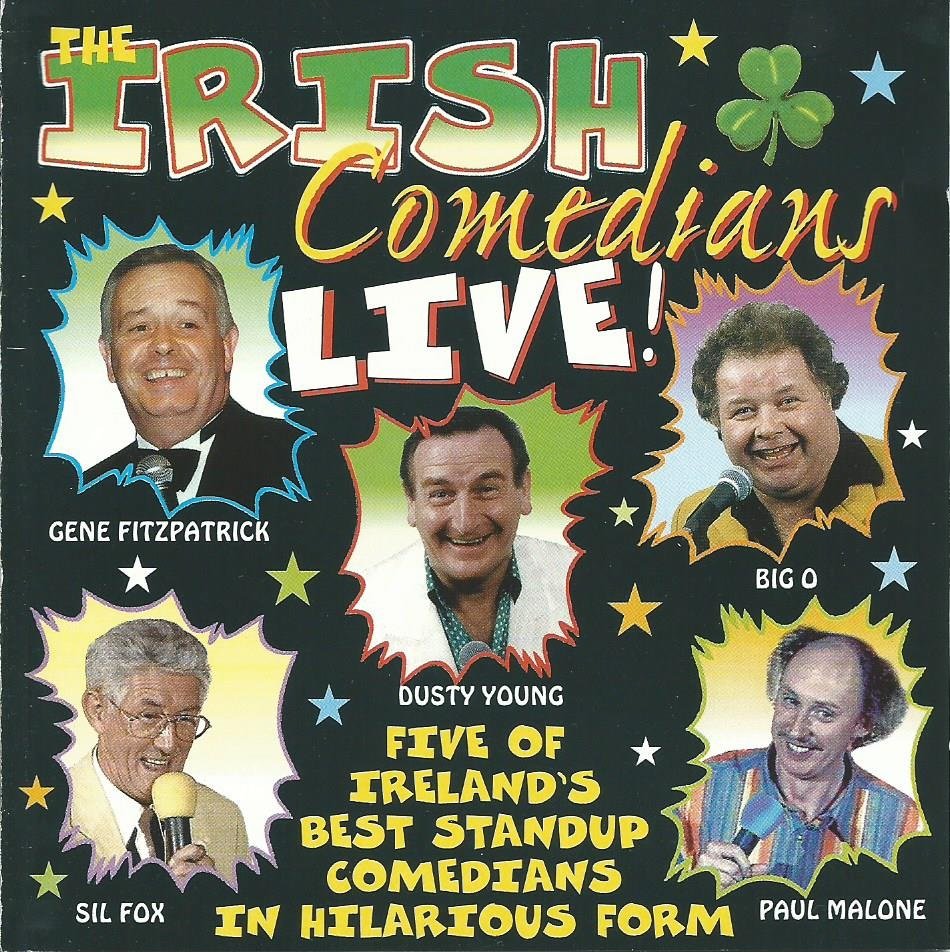 THE
IRISH
Comedians
LIVE!
GENE FITZPATRICK
BIG O
DUSTY YOUNG
SIL FOX
PAUL MALONE
FIVE OF
IRELAND'S
BEST STANDUP
COMEDIANS
IN HILARIOUS FORM